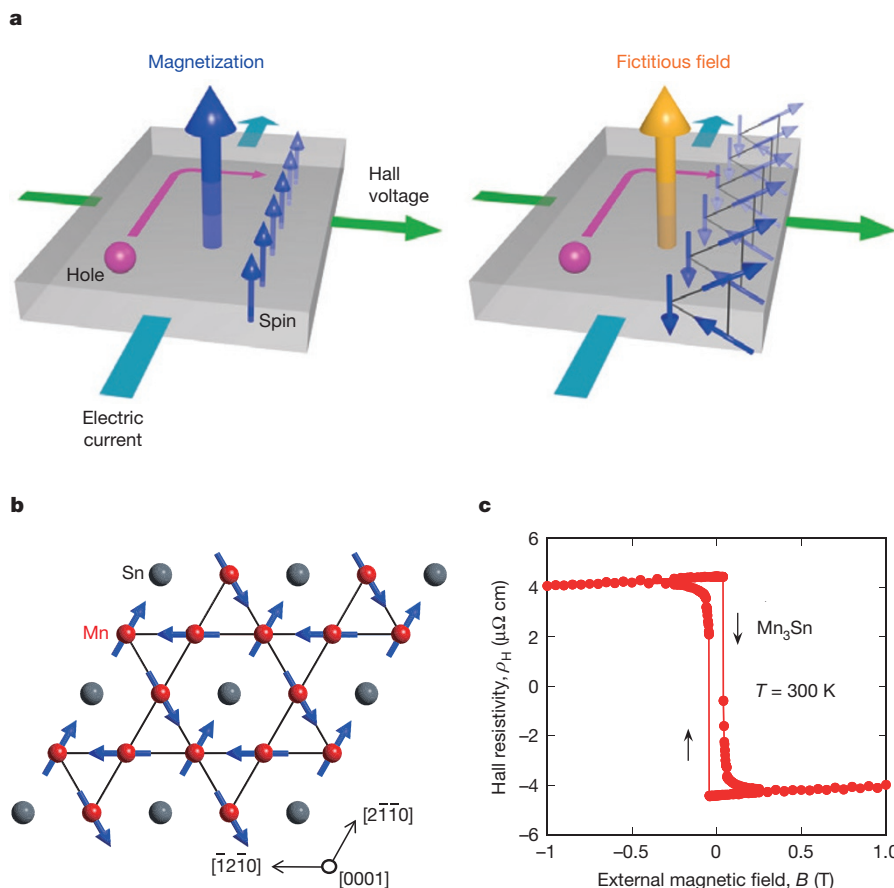 a
Magnetization
Fictitious field
Hall
voltage
Hole
Spin
Electric
current
b
Sn
Mn
[2̅1̅1̅0]
[1̅21̅0]
[0001]
c
Hall resistivity, ρH (μΩ cm)
6
4
2
0
−2
−4
−6
Mn₃Sn
T = 300 K
−1
−0.5
0
0.5
1.0
External magnetic field, B (T)